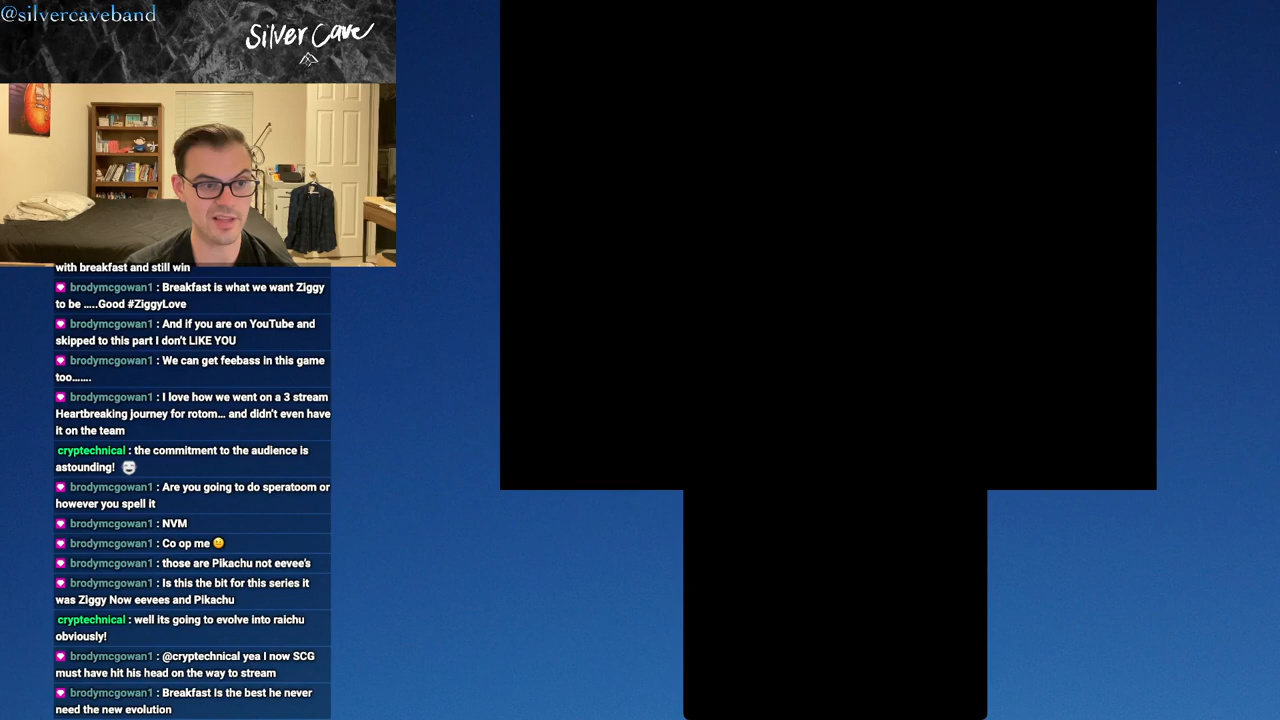 @silvercaveband
Silver Cave
with breakfast and still win
brodymcgowan1 : Breakfast is what we want Ziggy
to be .....Good #ZiggyLove
brodymcgowan1 : And if you are on YouTube and
skipped to this part I don't LIKE YOU
brodymcgowan1 : We can get feebass in this game
too.......
brodymcgowan1 : I love how we went on a 3 stream
Heartbreaking journey for rotom... and didn't even have
it on the team
cryptechnical : the commitment to the audience is
astounding!
brodymcgowan1 : Are you going to do speratoom or
however you spell it
brodymcgowan1 : NVM
brodymcgowan1 : Co op me 😐
brodymcgowan1 : those are Pikachu not eevee's
brodymcgowan1 : Is this the bit for this series it
was Ziggy Now eevees and Pikachu
cryptechnical : well its going to evolve into raichu
obviously!
brodymcgowan1 : @cryptechnical yea I now SCG
must have hit his head on the way to stream
brodymcgowan1 : Breakfast Is the best he never
need the new evolution